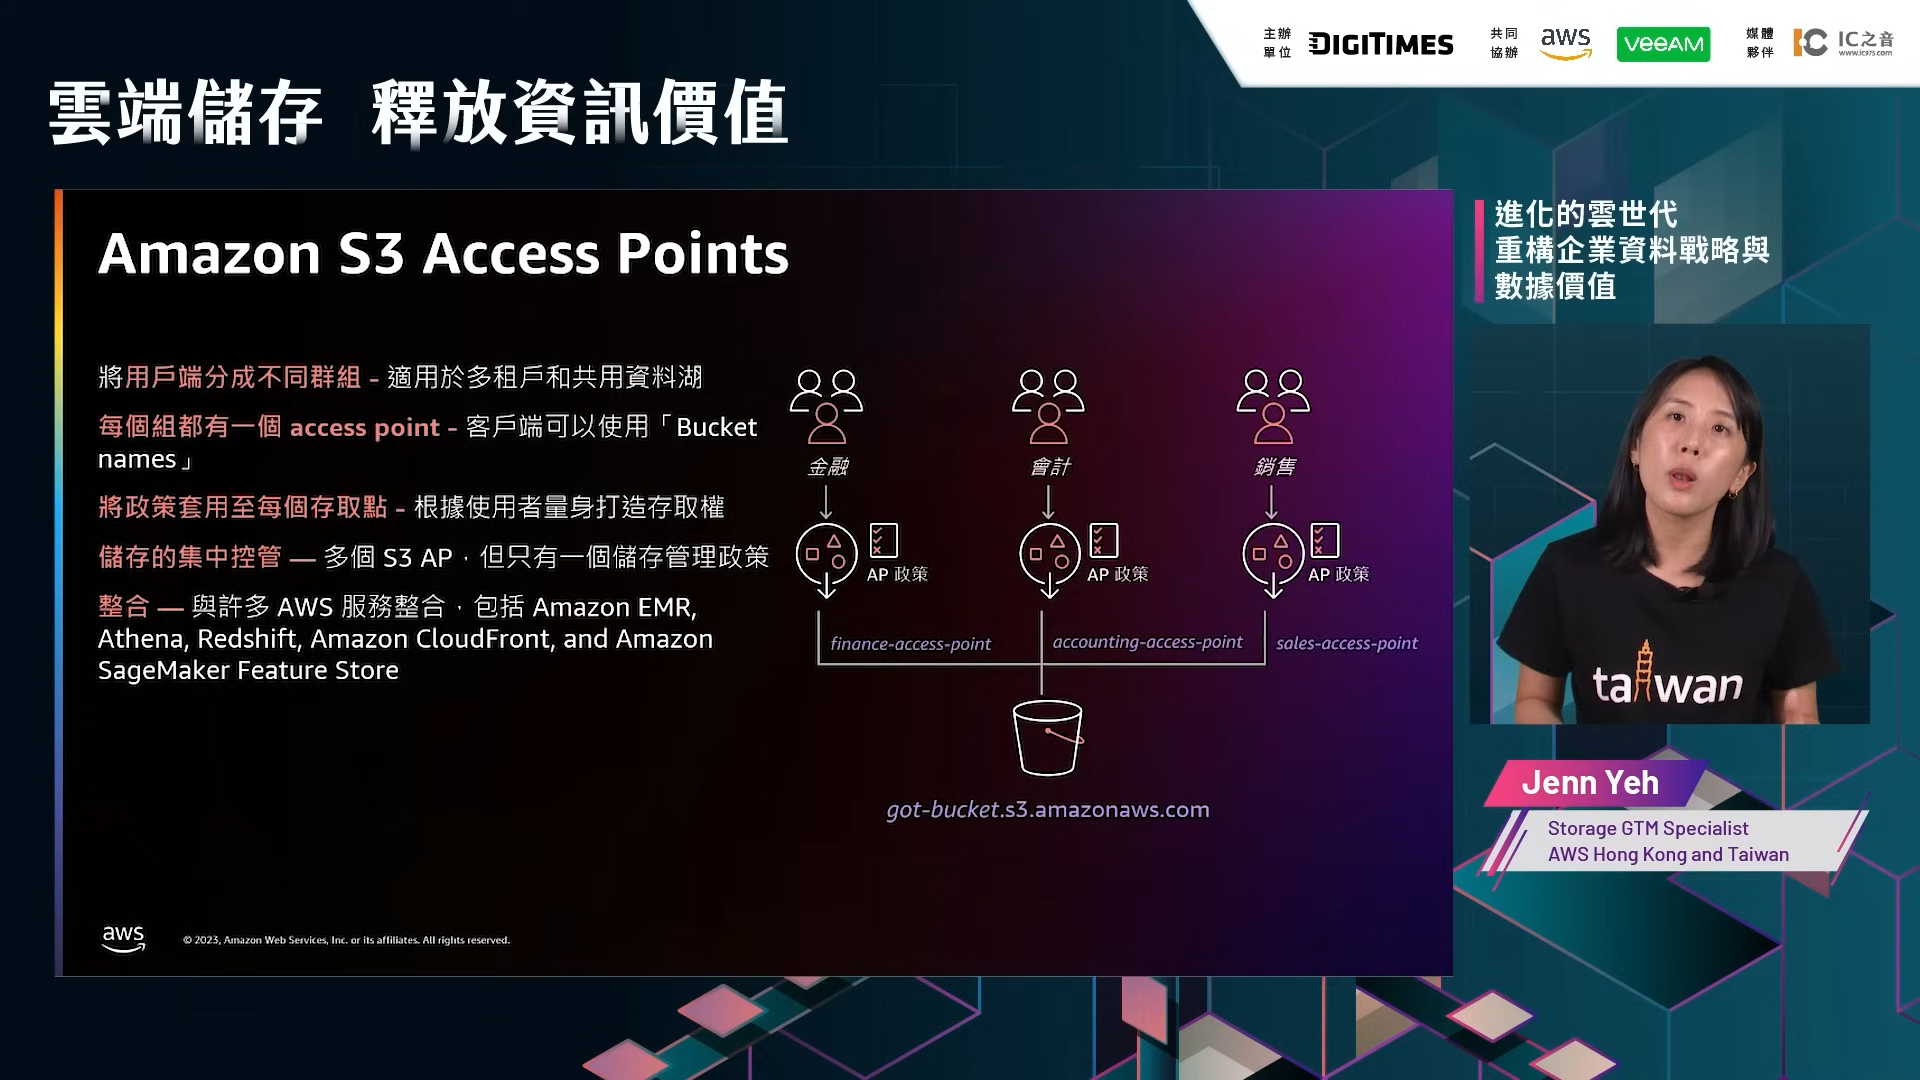 主辦
單位
DIGITIMES
共同
協辦
aws
veeAM
媒體
夥伴
IC之音
www.ic975.com
雲端儲存 釋放資訊價值
Amazon S3 Access Points
將用戶端分成不同群組 - 適用於多租戶和共用資料湖
每個組都有一個 access point - 客戶端可以使用「Bucket
names」
將政策套用至每個存取點 - 根據使用者量身打造存取權
儲存的集中控管 — 多個 S3 AP，但只有一個儲存管理政策
整合 — 與許多 AWS 服務整合，包括 Amazon EMR,
Athena, Redshift, Amazon CloudFront, and Amazon
SageMaker Feature Store
金融
會計
銷售
AP 政策
AP 政策
AP 政策
finance-access-point
accounting-access-point
sales-access-point
got-bucket.s3.amazonaws.com
aws
© 2023, Amazon Web Services, Inc. or its affiliates. All rights reserved.
進化的雲世代
重構企業資料戰略與
數據價值
taiwan
Jenn Yeh
Storage GTM Specialist
AWS Hong Kong and Taiwan